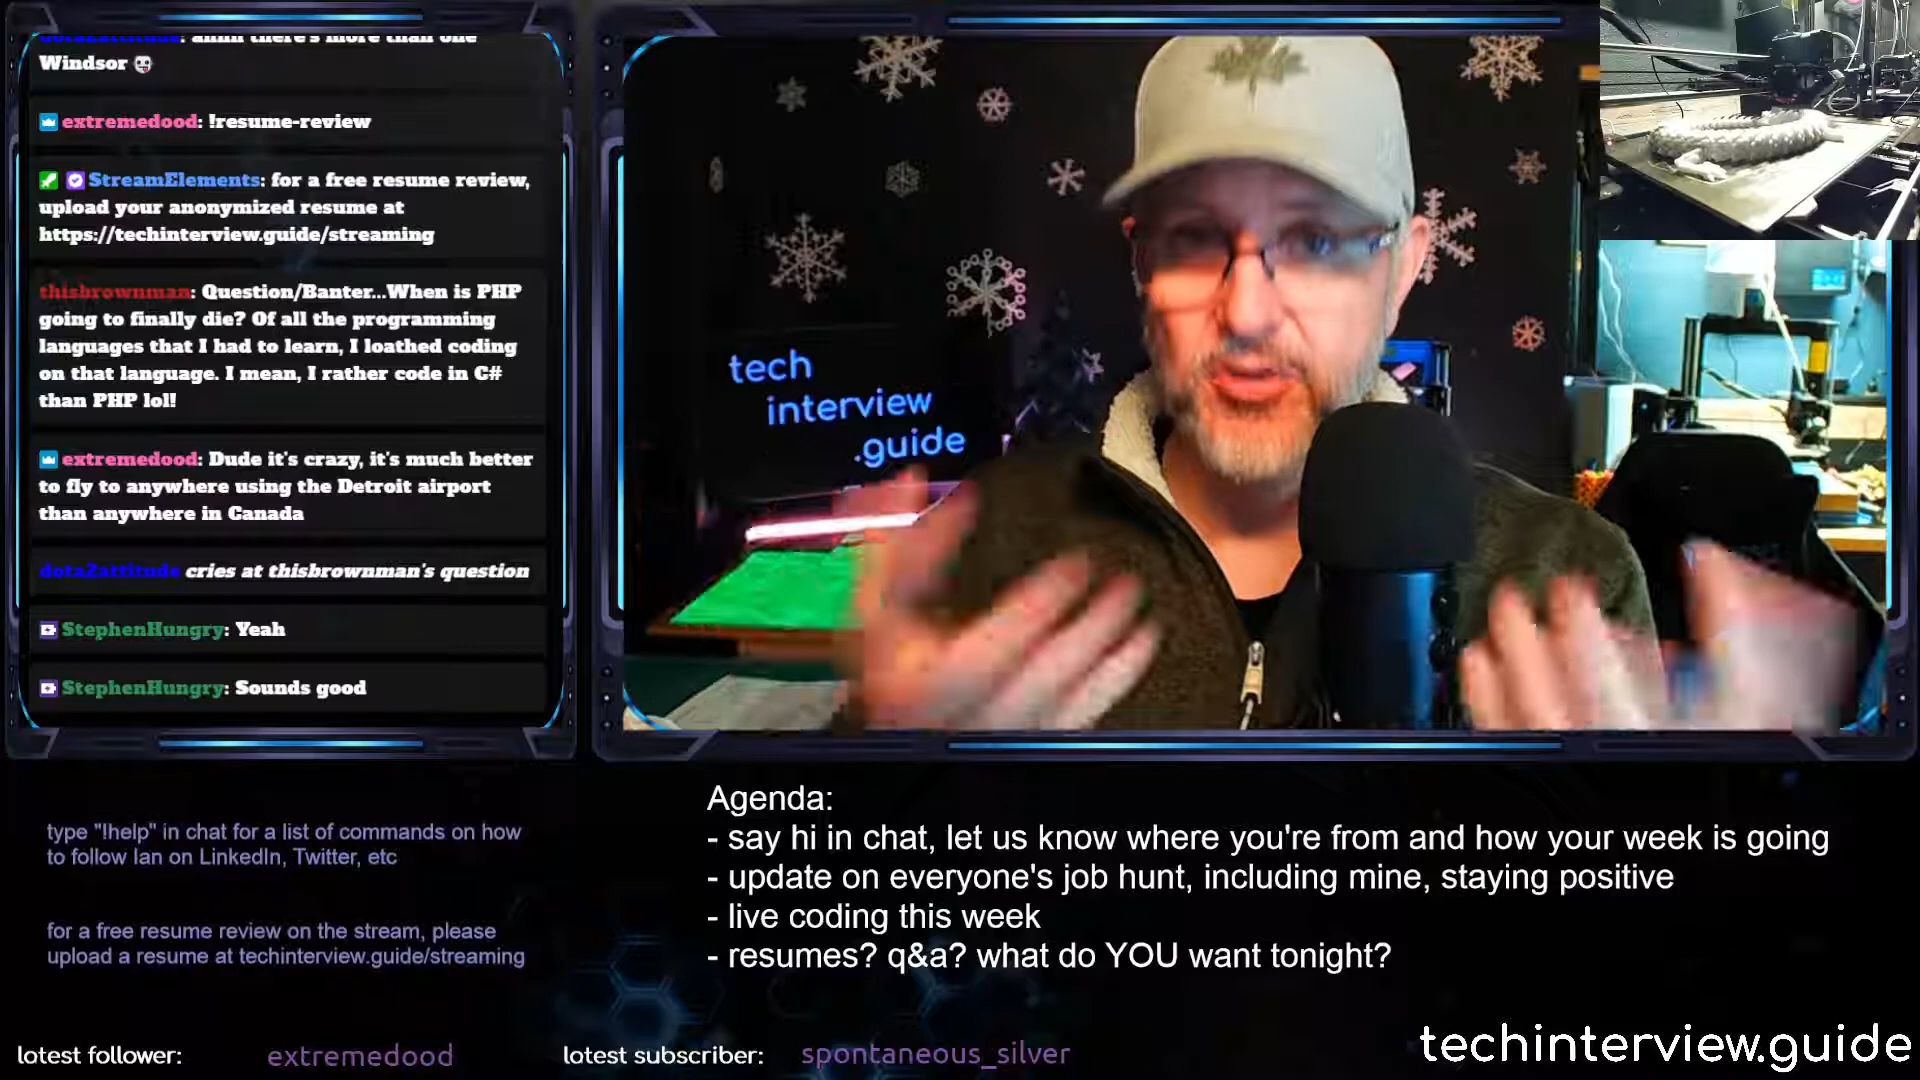 dota2attitude: ahhh there's more than one
Windsor
extremedood: !resume-review
StreamElements: for a free resume review,
upload your anonymized resume at
https://techinterview.guide/streaming
thisbrownman: Question/Banter...When is PHP
going to finally die? Of all the programming
languages that I had to learn, I loathed coding
on that language. I mean, I rather code in C#
than PHP lol!
extremedood: Dude it's crazy, it's much better
to fly to anywhere using the Detroit airport
than anywhere in Canada
dota2attitude cries at thisbrownman's question
StephenHungry: Yeah
StephenHungry: Sounds good
tech
interview
.guide
type "!help" in chat for a list of commands on how
to follow Ian on LinkedIn, Twitter, etc
for a free resume review on the stream, please
upload a resume at techinterview.guide/streaming
Agenda:
- say hi in chat, let us know where you're from and how your week is going
- update on everyone's job hunt, including mine, staying positive
- live coding this week
- resumes? q&a? what do YOU want tonight?
latest follower: extremedood
latest subscriber: spontaneous_silver
techinterview.guide